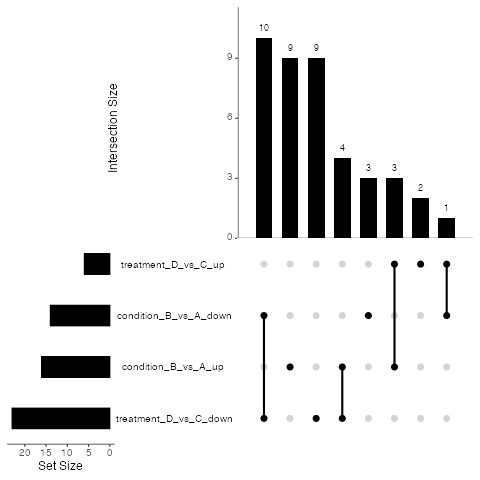 10
9 9
9
Intersection Size
6
4
3 3
3
2
1
0
treatment_D_vs_C_up
condition_B_vs_A_down
condition_B_vs_A_up
treatment_D_vs_C_down
20 15 10 5 0
Set Size